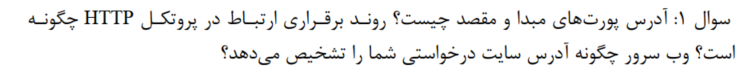 سوال ۱: آدرس پورت‌های مبدا و مقصد چیست؟ روند برقراری ارتباط در پروتکل HTTP چگونه
است؟ وب سرور چگونه آدرس سایت درخواستی شما را تشخیص می‌دهد؟